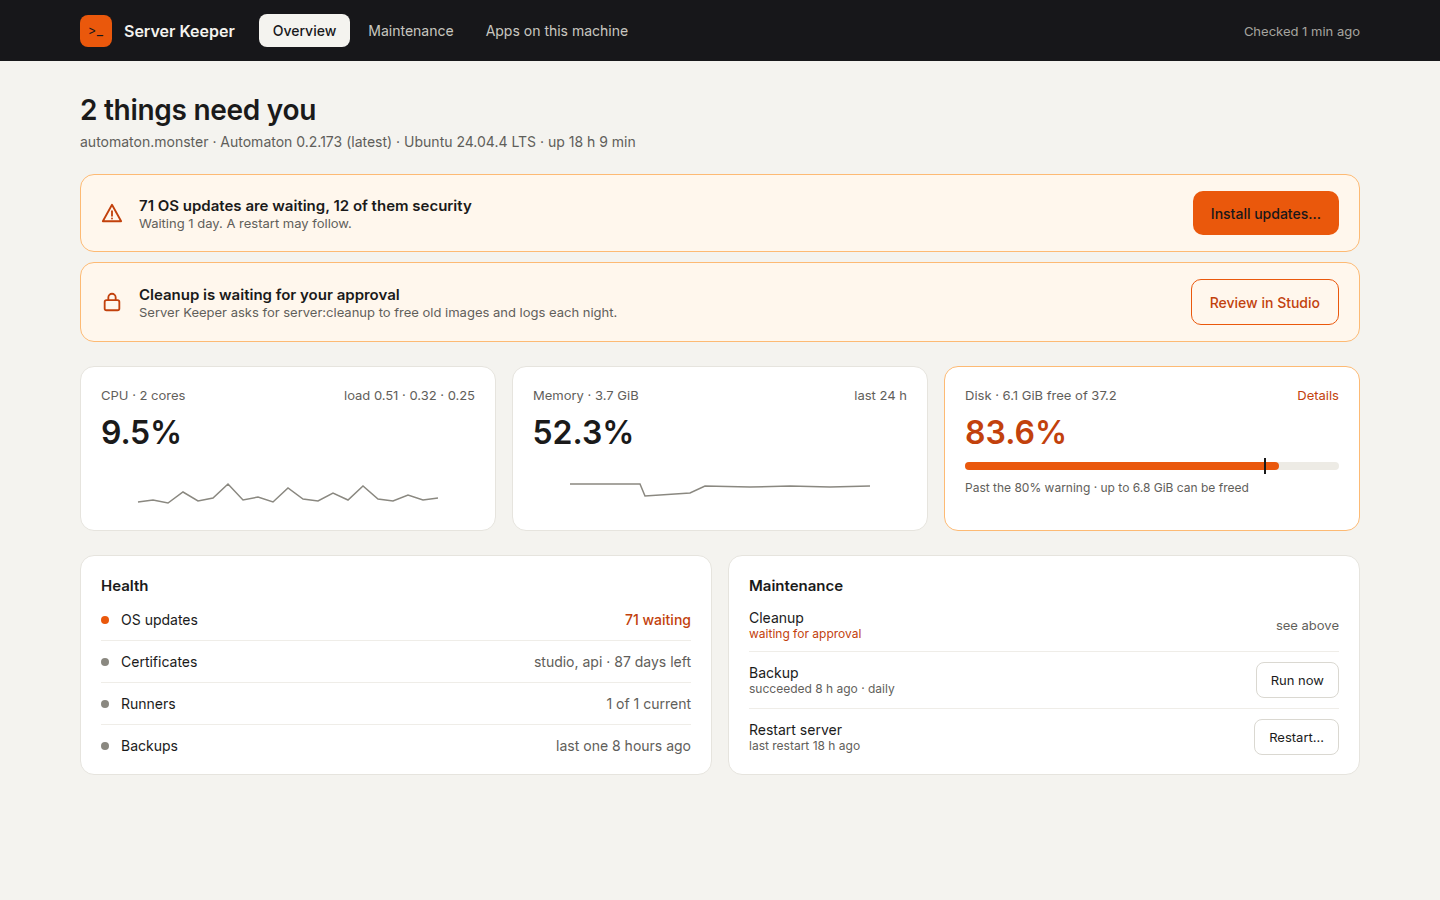 >_ Server Keeper Overview Maintenance Apps on this machine Checked 1 min ago
2 things need you
automaton.monster · Automaton 0.2.173 (latest) · Ubuntu 24.04.4 LTS · up 18 h 9 min
71 OS updates are waiting, 12 of them security
Waiting 1 day. A restart may follow.
Install updates...
Cleanup is waiting for your approval
Server Keeper asks for server:cleanup to free old images and logs each night.
Review in Studio
CPU · 2 cores load 0.51 · 0.32 · 0.25
9.5%
Memory · 3.7 GiB last 24 h
52.3%
Disk · 6.1 GiB free of 37.2 Details
83.6%
Past the 80% warning · up to 6.8 GiB can be freed
Health
OS updates 71 waiting
Certificates studio, api · 87 days left
Runners 1 of 1 current
Backups last one 8 hours ago
Maintenance
Cleanup
waiting for approval
see above
Backup
succeeded 8 h ago · daily
Run now
Restart server
last restart 18 h ago
Restart...